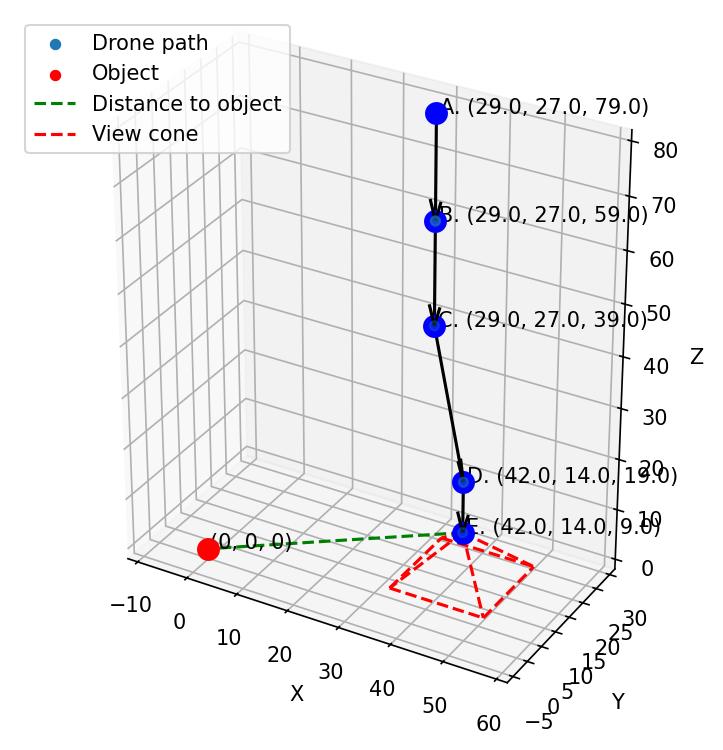 Drone path
Object
Distance to object
View cone
A. (29.0, 27.0, 79.0)
B. (29.0, 27.0, 59.0)
C. (29.0, 27.0, 39.0)
D. (42.0, 14.0, 19.0)
E. (42.0, 14.0, 9.0)
(0, 0, 0)
80
70
60
50
40
30
20
10
0
Z
−10
0
10
20
30
40
50
60
X
−5
0
5
10
15
20
25
30
Y